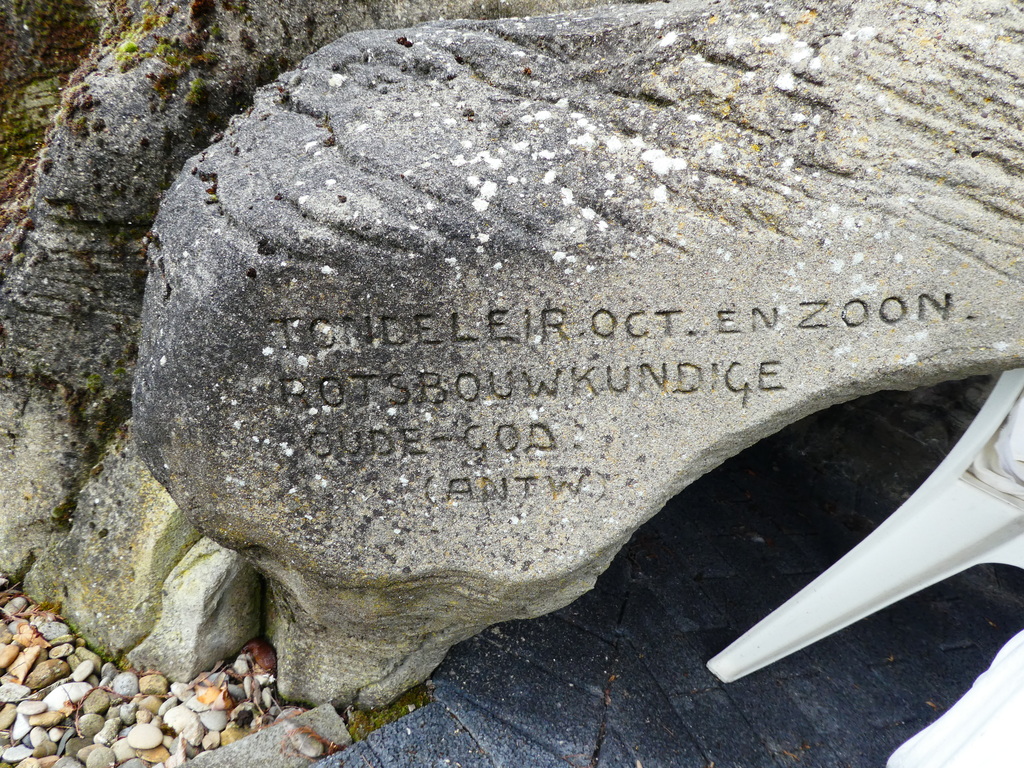 TONDELEIR.OCT. EN ZOON.
ROTSBOUWKUNDIGE
OUDE-GOD
(ANTW)